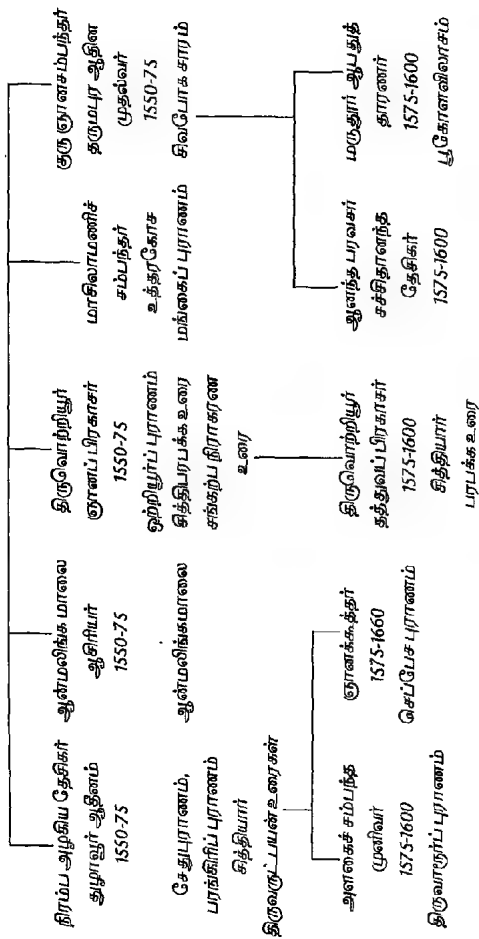 நிரம்ப அழகிய தேசிகர்
துழாவூர் ஆதீனம்
1550-75
சேதுபுராணம்,
பரங்கிரிப் புராணம்
சித்தியார்
திருவருட்பயன் உரைகள்
ஆன்மலிங்க மாலை
ஆசிரியர்
1550-75
ஆன்மலிங்கமாலை
திருவொற்றியூர்
ஞானப் பிரகாசர்
1550-75
ஒற்றியூர்ப் புராணம்
சித்திபரபக்க உரை
சங்கற்ப நிராகரண
உரை
மாசிலாமணிச்
சம்பந்தர்
உத்தரகோச
மங்கைப் புராணம்
குரு ஞானசம்பந்தர்
தருமபுர ஆதின
முதல்வர்
1550-75
சிவபோக சாரம்
அளகைச் சம்பந்த
முனிவர்
1575-1600
திருவாரூர்ப் புராணம்
ஞானக்கூத்தர்
1575-1660
செப்பேச புராணம்
திருவொற்றியூர்
தத்துவப் பிரகாசர்
1575-1600
சித்தியார்
பரபக்க உரை
ஆனந்த பரவசர்
சச்சிதானந்த
தேசிகர்
1575-1600
மருதூர் ஆபதுத்
தாரணர்
1575-1600
பூகோளவிலாசம்